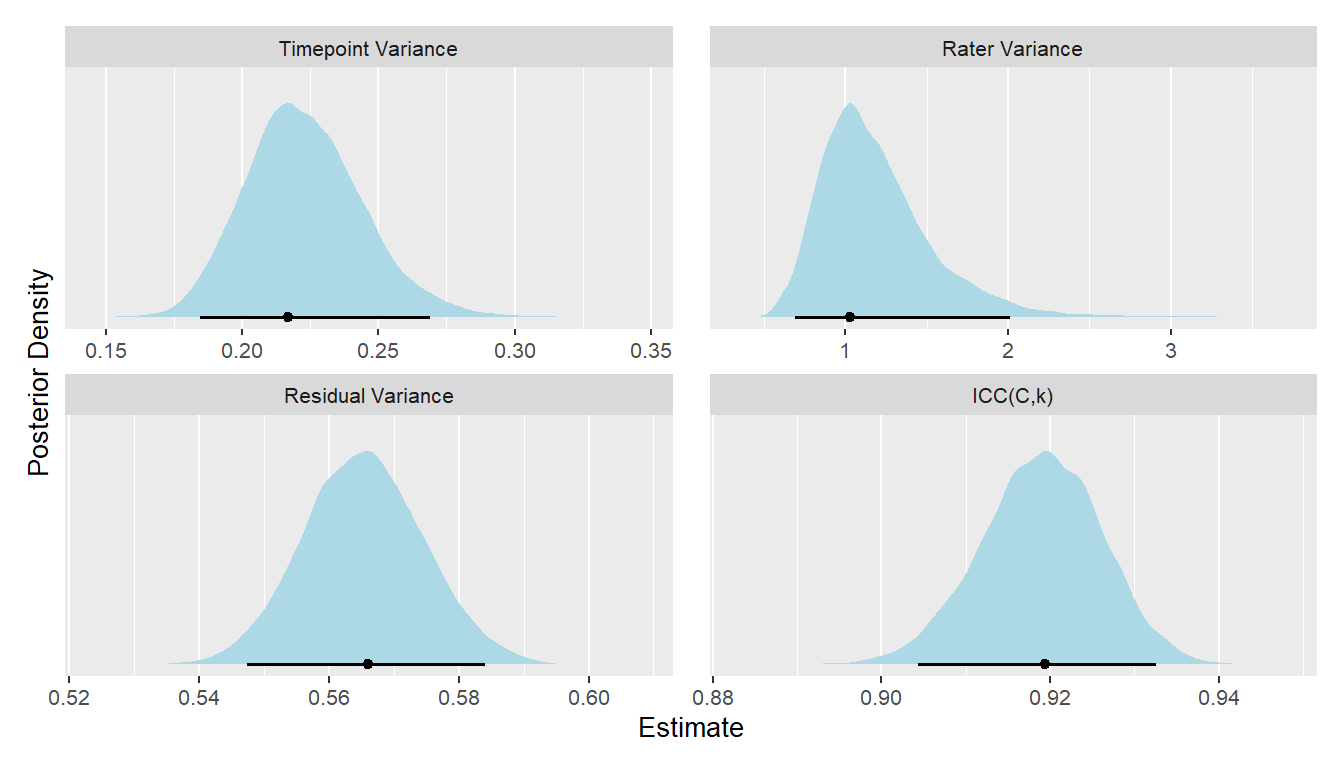 Timepoint Variance
Rater Variance
0.15 0.20 0.25 0.30 0.35
1 2 3
Residual Variance
ICC(C,k)
0.52 0.54 0.56 0.58 0.60
0.88 0.90 0.92 0.94
Posterior Density
Estimate